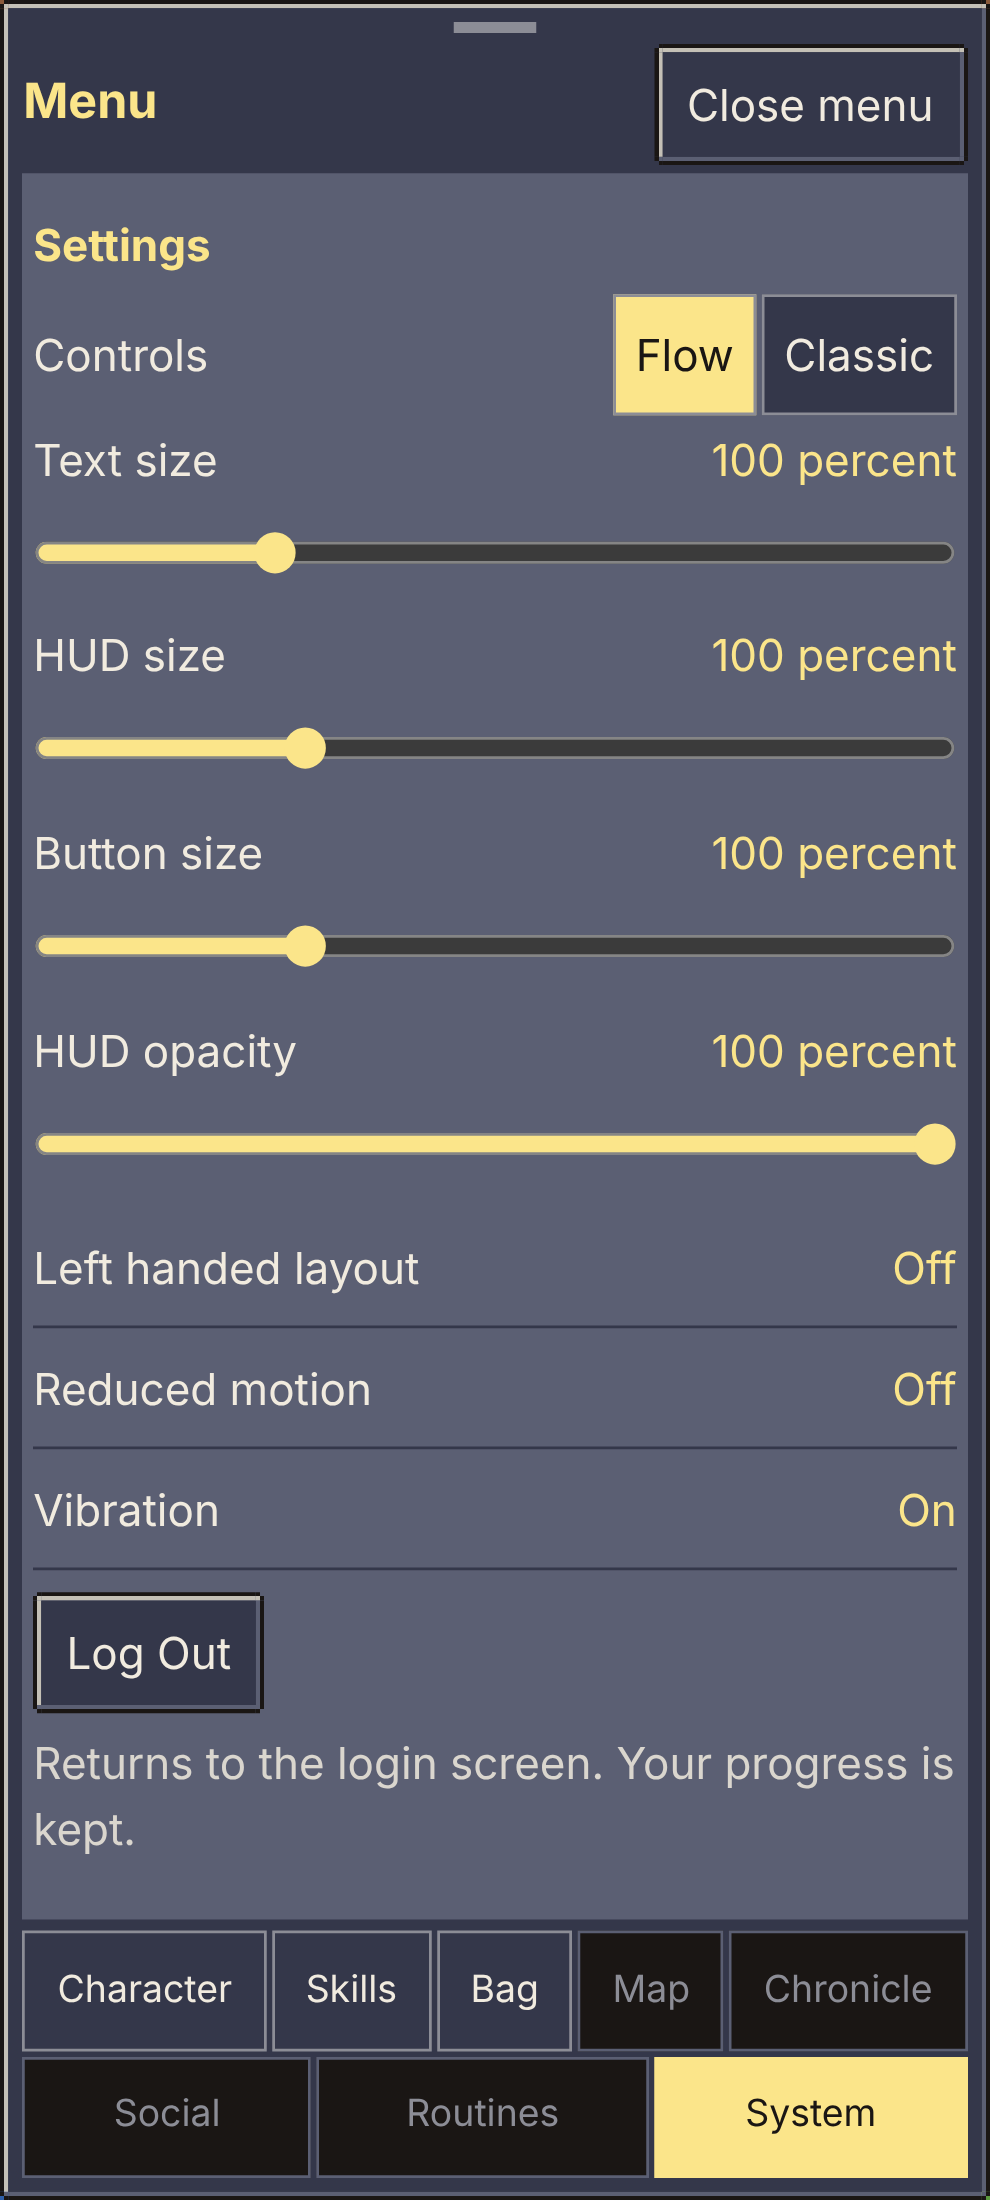 Menu
Close menu
Settings
Controls
Flow
Classic
Text size
100 percent
HUD size
100 percent
Button size
100 percent
HUD opacity
100 percent
Left handed layout
Off
Reduced motion
Off
Vibration
On
Log Out
Returns to the login screen. Your progress is
kept.
Character
Skills
Bag
Map
Chronicle
Social
Routines
System